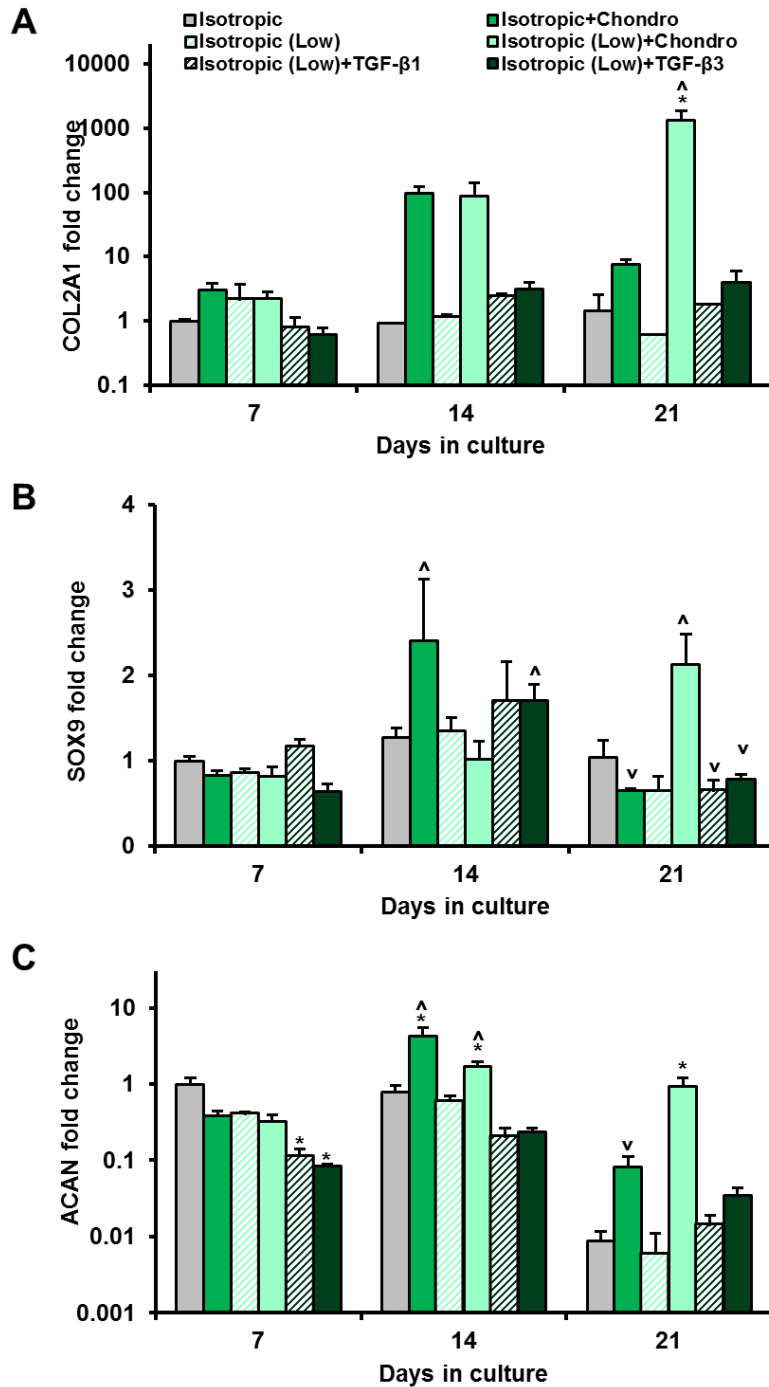 A
Isotropic
Isotropic+Chondro
Isotropic (Low)
Isotropic (Low)+Chondro
Isotropic (Low)+TGF-β1
Isotropic (Low)+TGF-β3
COL2A1 fold change
10000
1000
100
10
1
0.1
^
*
7
14
21
Days in culture
B
SOX9 fold change
4
3
2
1
0
^
^
^
v
v
v
7
14
21
Days in culture
C
ACAN fold change
10
1
0.1
0.01
0.001
*
*
^
*
^
*
v
*
7
14
21
Days in culture